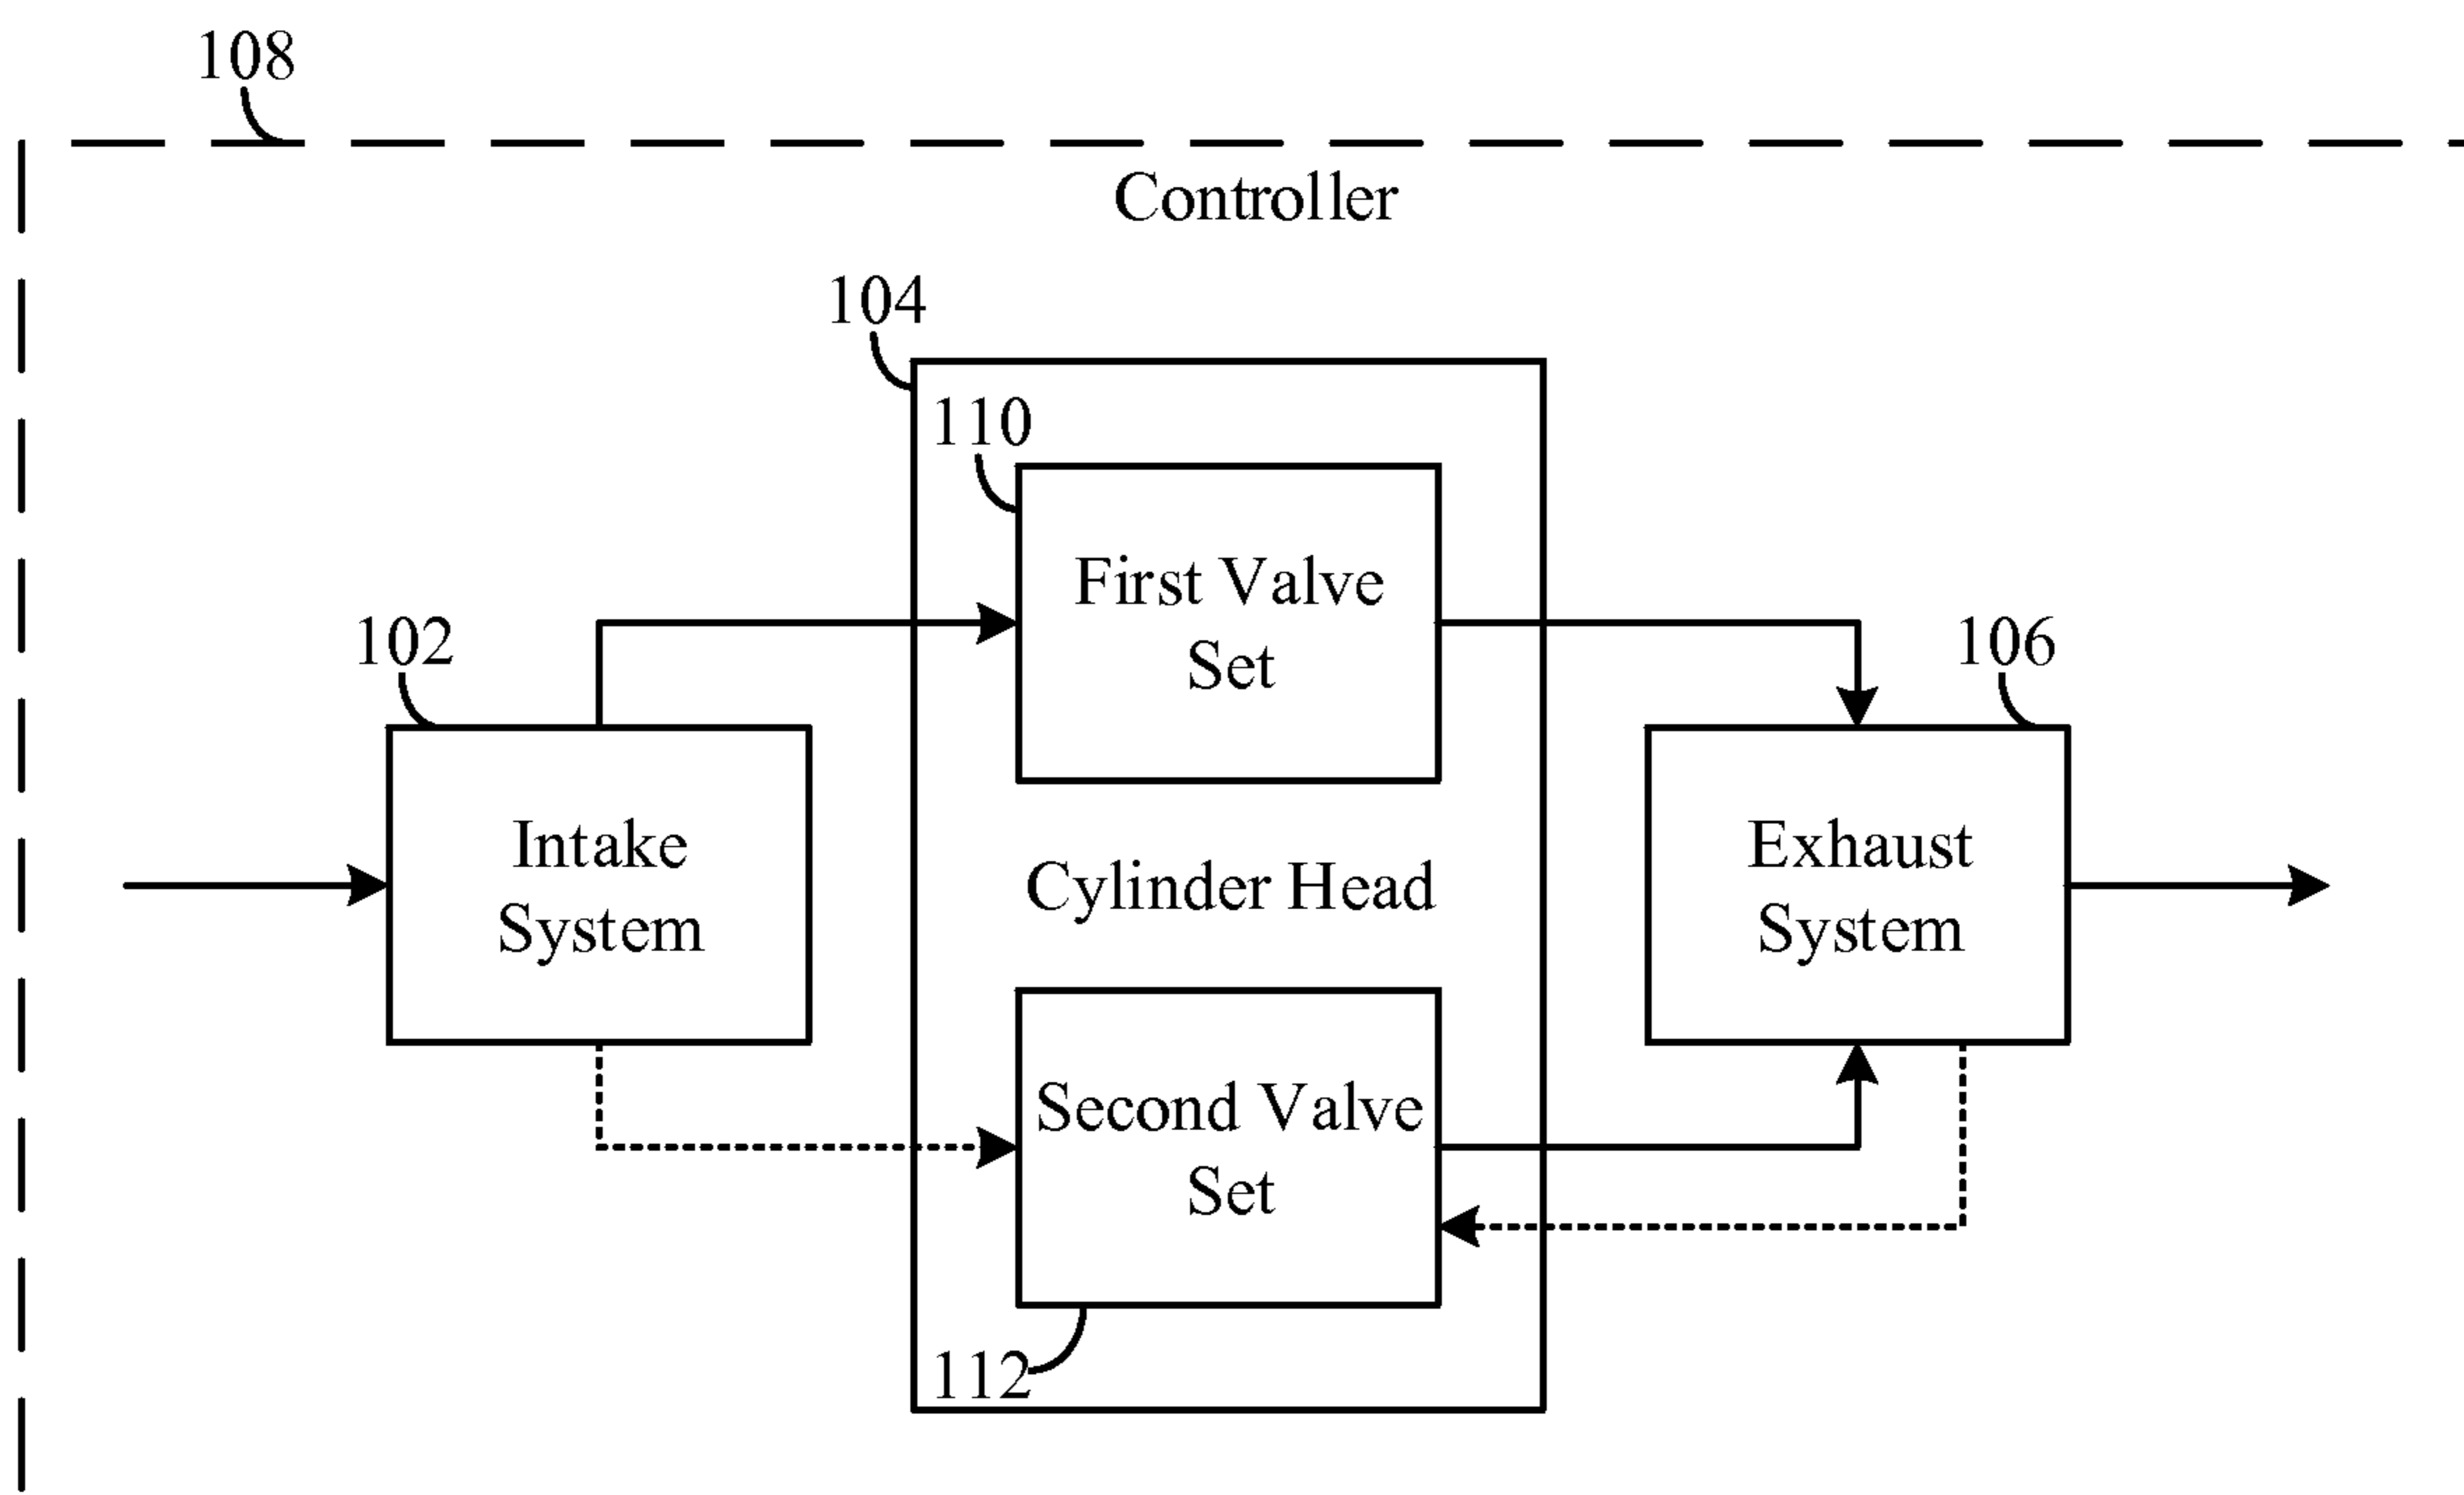 108
Controller
104
110
First Valve
Set
102
106
Intake
System
Cylinder Head
Exhaust
System
Second Valve
Set
112